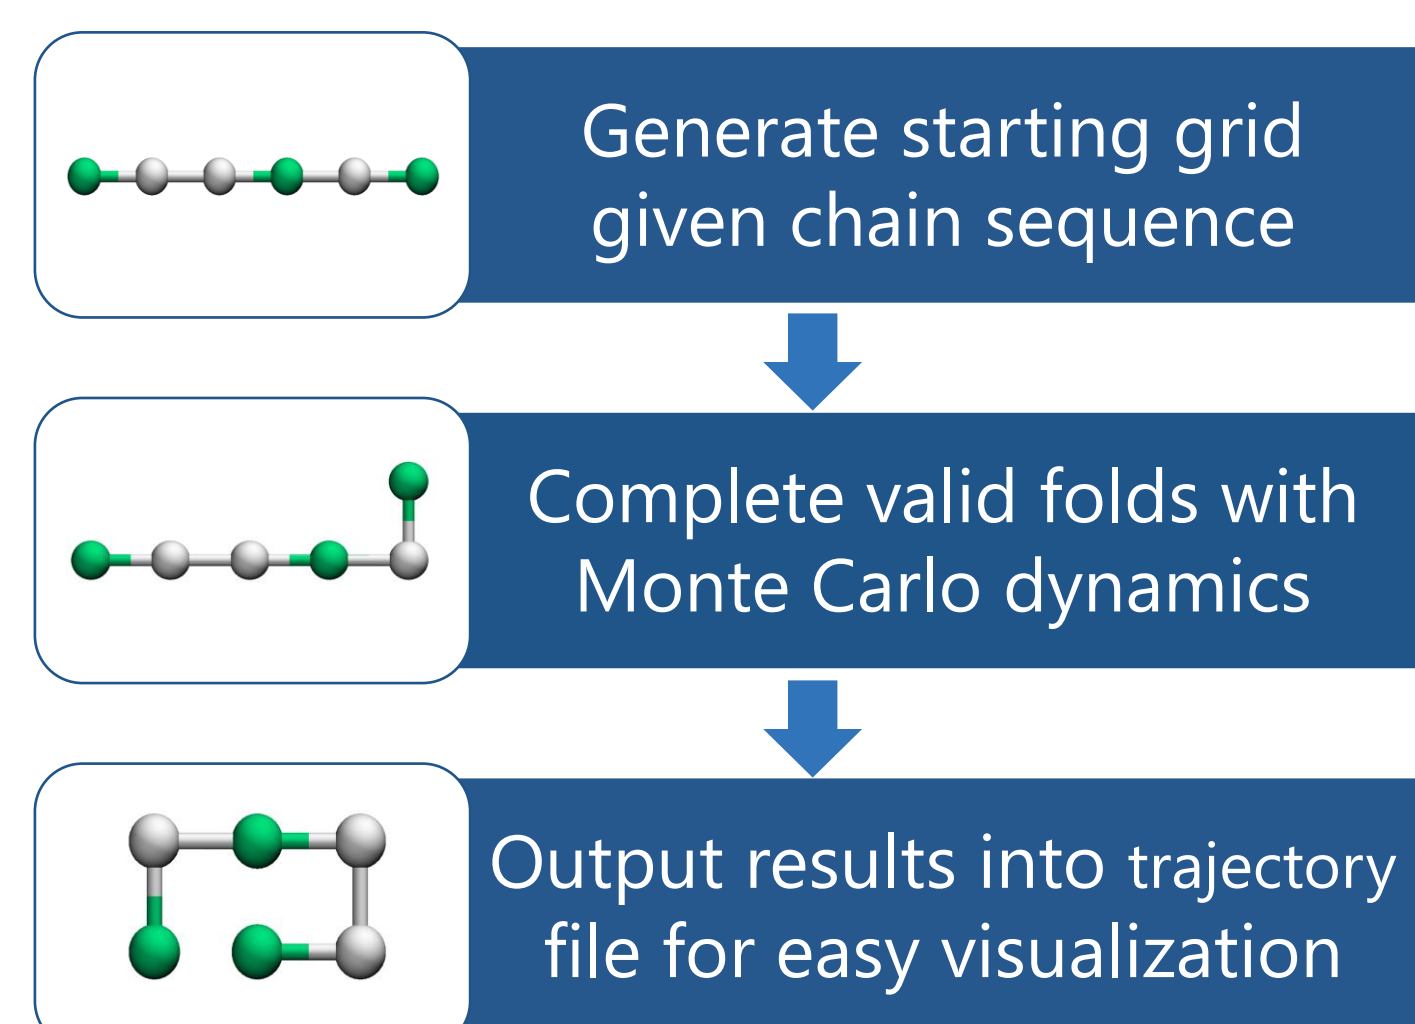 Generate starting grid
given chain sequence
Complete valid folds with
Monte Carlo dynamics
Output results into trajectory
file for easy visualization